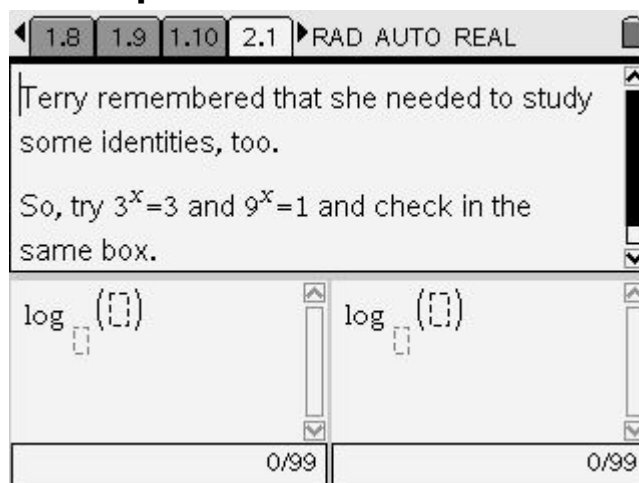 1.8 1.9 1.10 2.1 RAD AUTO REAL
Terry remembered that she needed to study
some identities, too.
So, try 3^x=3 and 9^x=1 and check in the
same box.
log ( )
log ( )
0/99
0/99